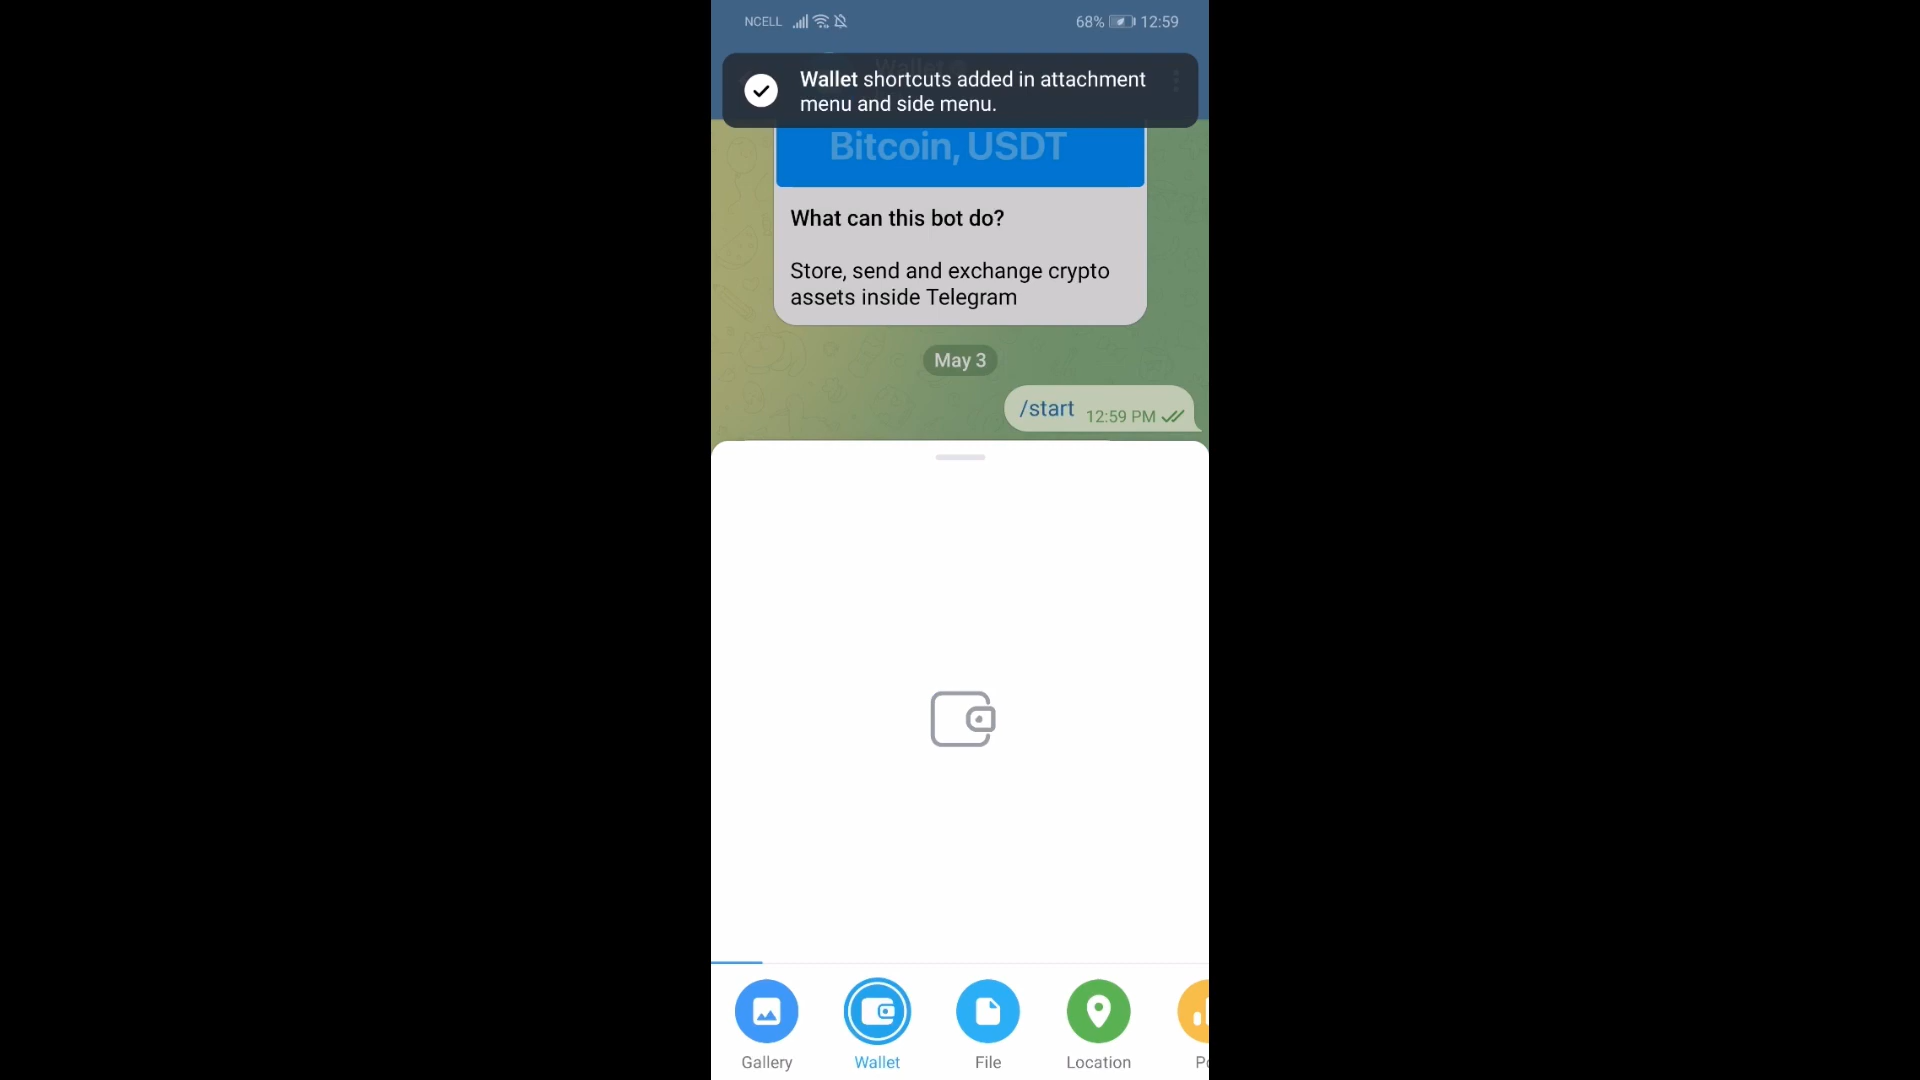 NCELL
68%
12:59
Wallet
Wallet shortcuts added in attachment
menu and side menu.
Bitcoin, USDT
What can this bot do?
Store, send and exchange crypto
assets inside Telegram
May 3
/start 12:59 PM
Gallery
Wallet
File
Location